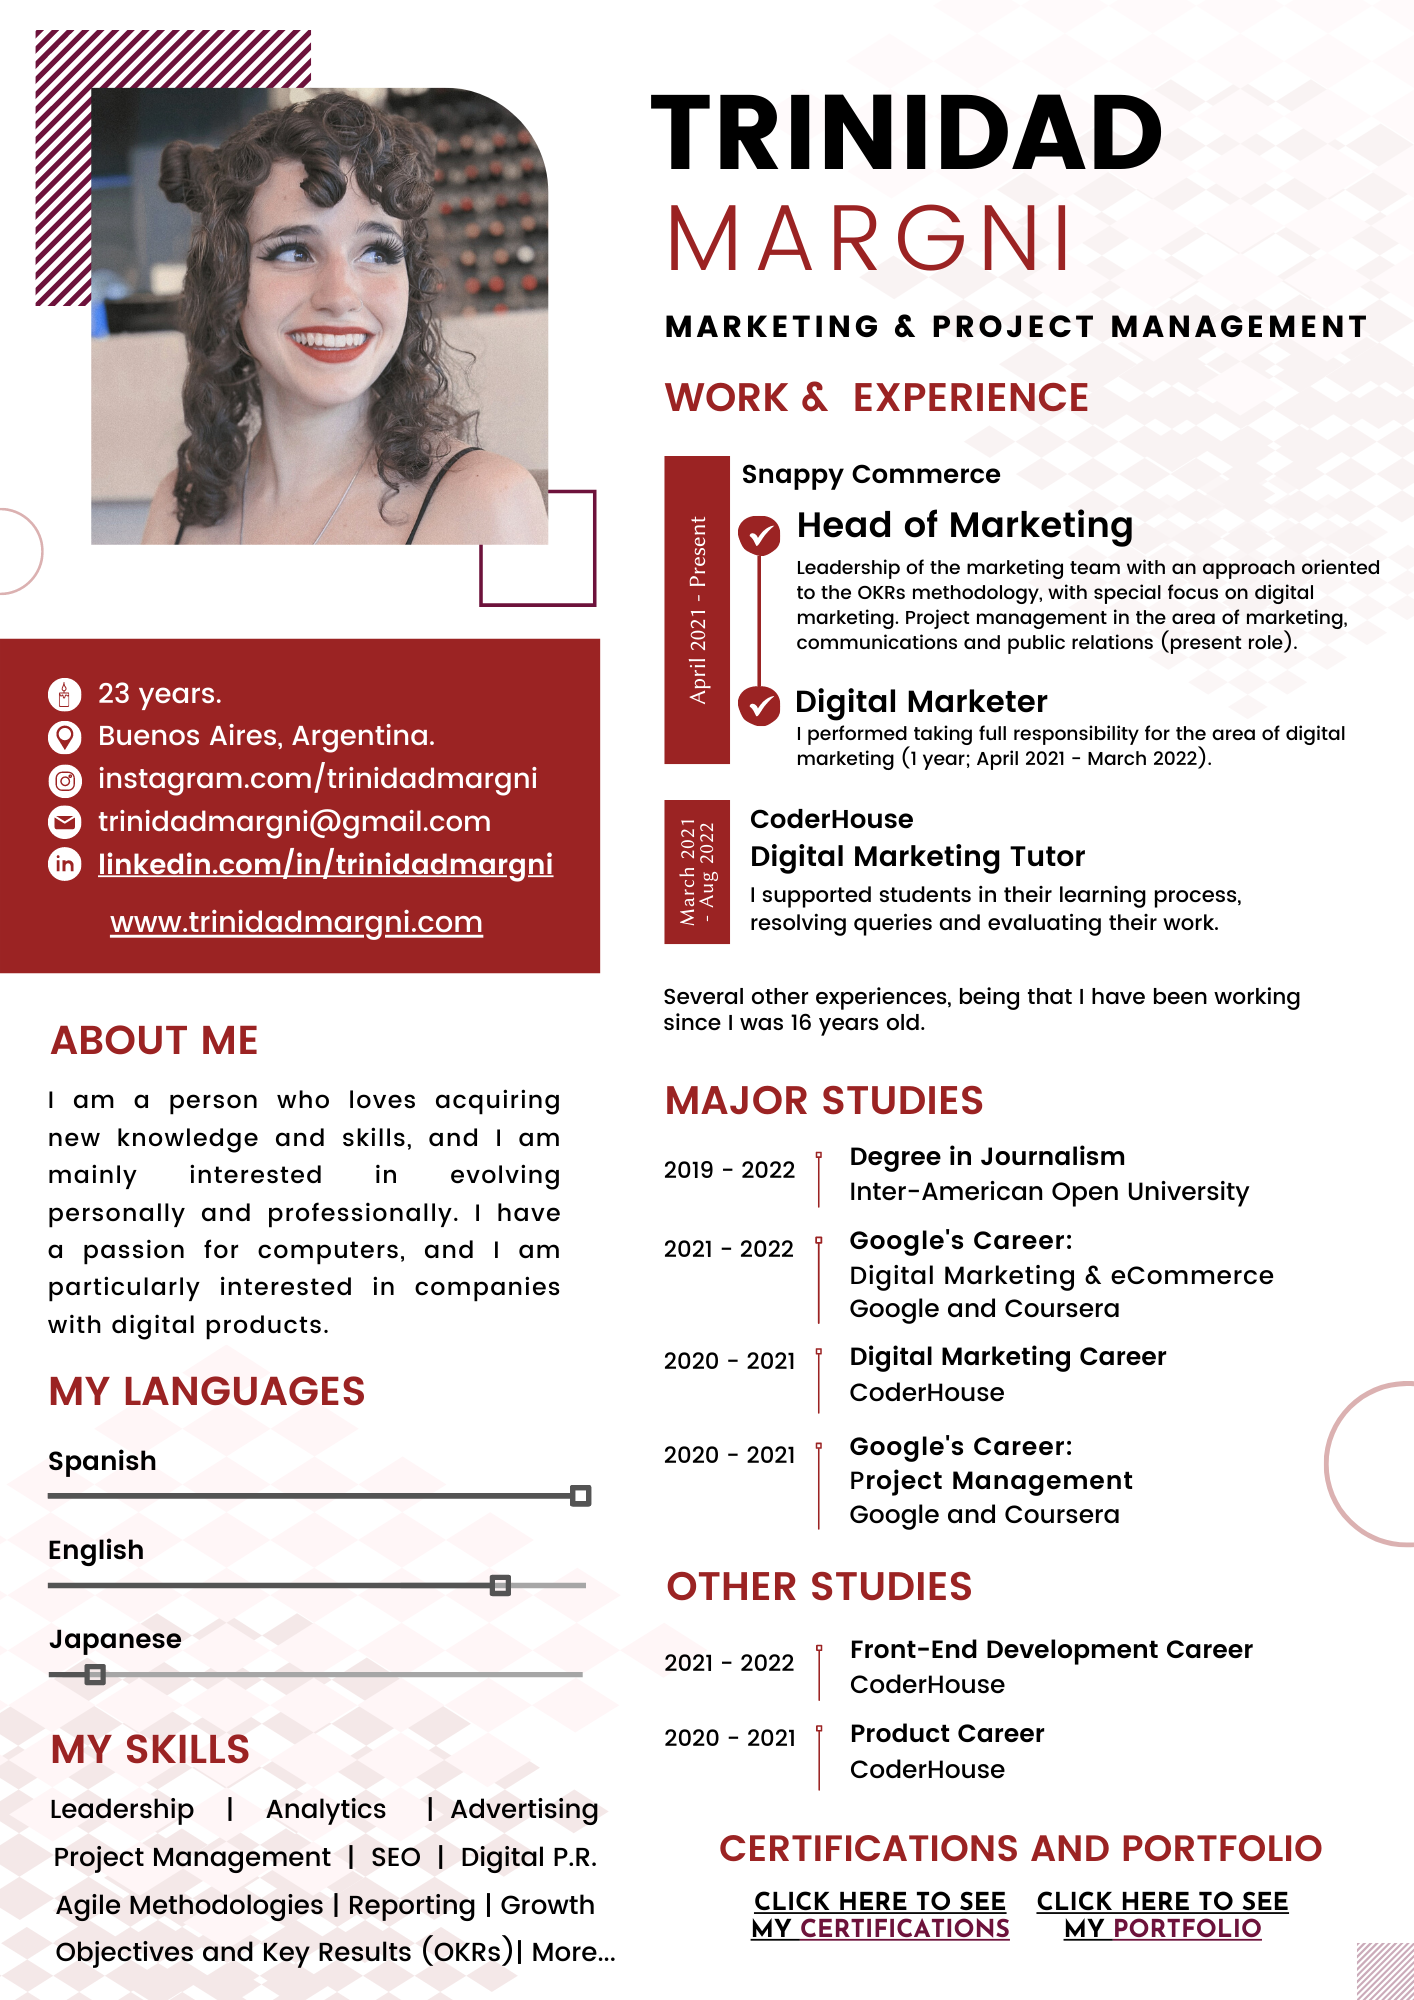 TRINIDAD
MARGNI
MARKETING & PROJECT MANAGEMENT
23 years.
Buenos Aires, Argentina.
instagram.com/trinidadmargni
trinidadmargni@gmail.com
linkedin.com/in/trinidadmargni
www.trinidadmargni.com
ABOUT ME
I am a person who loves acquiring
new knowledge and skills, and I am
mainly interested in evolving
personally and professionally. I have
a passion for computers, and I am
particularly interested in companies
with digital products.
MY LANGUAGES
Spanish
English
Japanese
MY SKILLS
Leadership | Analytics | Advertising
Project Management | SEO | Digital P.R.
Agile Methodologies | Reporting | Growth
Objectives and Key Results (OKRs)| More...
WORK & EXPERIENCE
April 2021 - Present
Snappy Commerce
Head of Marketing
Leadership of the marketing team with an approach oriented
to the OKRs methodology, with special focus on digital
marketing. Project management in the area of marketing,
communications and public relations (present role).
Digital Marketer
I performed taking full responsibility for the area of digital
marketing (1 year; April 2021 - March 2022).
March 2021
- Aug 2022
CoderHouse
Digital Marketing Tutor
I supported students in their learning process,
resolving queries and evaluating their work.
Several other experiences, being that I have been working
since I was 16 years old.
MAJOR STUDIES
2019 - 2022
Degree in Journalism
Inter-American Open University
2021 - 2022
Google's Career:
Digital Marketing & eCommerce
Google and Coursera
2020 - 2021
Digital Marketing Career
CoderHouse
2020 - 2021
Google's Career:
Project Management
Google and Coursera
OTHER STUDIES
2021 - 2022
Front-End Development Career
CoderHouse
2020 - 2021
Product Career
CoderHouse
CERTIFICATIONS AND PORTFOLIO
CLICK HERE TO SEE
MY CERTIFICATIONS
CLICK HERE TO SEE
MY PORTFOLIO